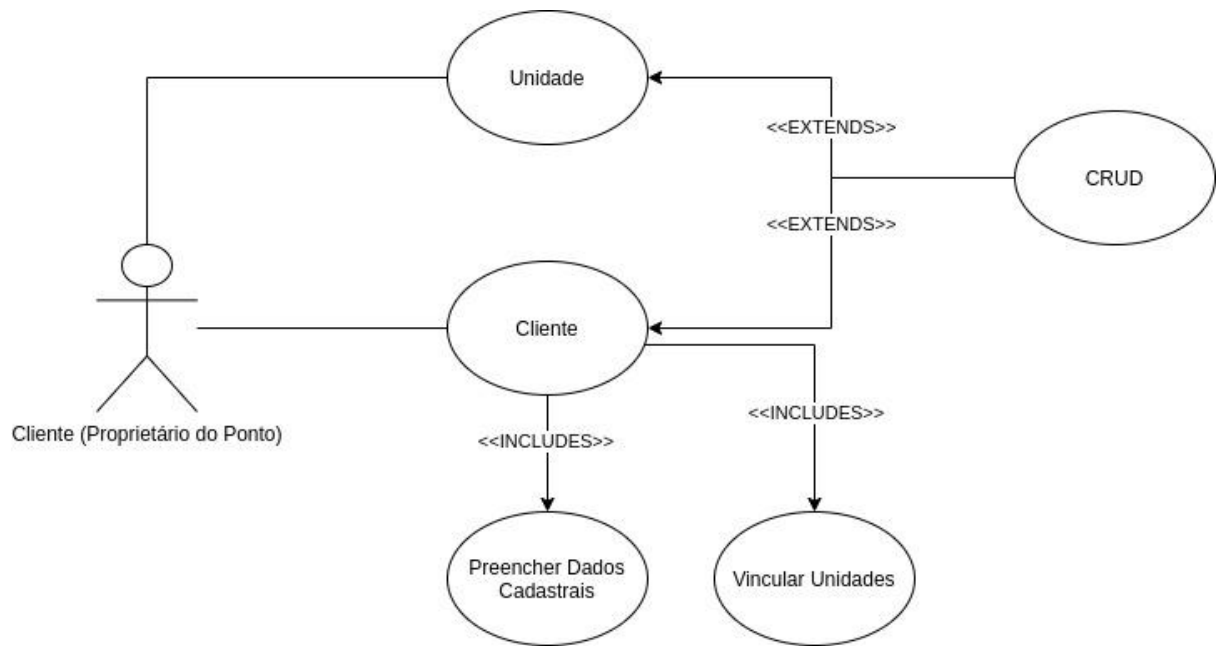 Unidade
<<EXTENDS>>
CRUD
<<EXTENDS>>
Cliente
Cliente (Proprietário do Ponto)
<<INCLUDES>>
<<INCLUDES>>
Preencher Dados
Cadastrais
Vincular Unidades